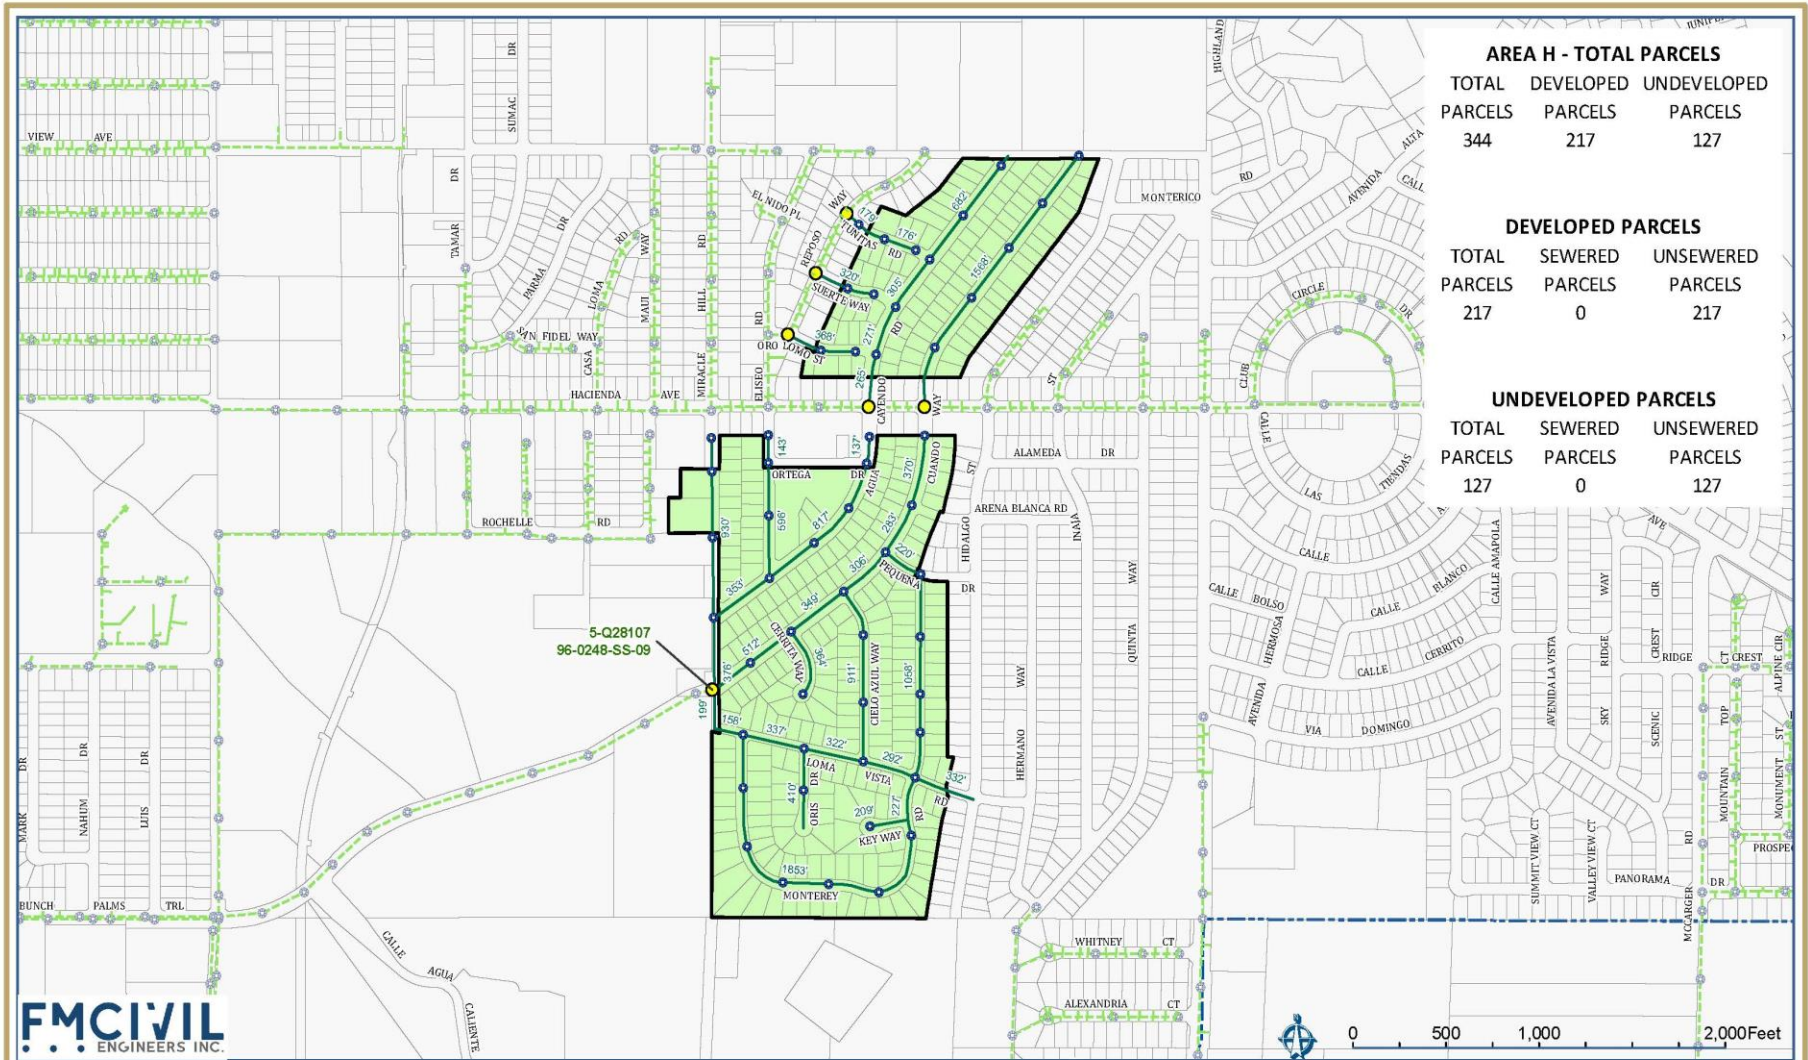 AREA H - TOTAL PARCELS
TOTAL DEVELOPED UNDEVELOPED
PARCELS PARCELS PARCELS
344 217 127
DEVELOPED PARCELS
TOTAL SEWERED UNSEWERED
PARCELS PARCELS PARCELS
217 0 217
UNDEVELOPED PARCELS
TOTAL SEWERED UNSEWERED
PARCELS PARCELS PARCELS
127 0 127
HIGHLAND
SUMAC DR
VIEW AVE
TAMAR DR
PARMA DR
SAN FIDEL WAY
CASA LOMA RD
MAUI WAY
MIRACLE HILL RD
ELISEO RD
EL NIDO PL
REPOSO WAY
179'
TUNITAS RD
176'
682'
320'
SUERTE WAY
305'
1568'
368'
ORO LOMO ST
271'
RD
265'
CAYENDO
WAY
HACIENDA AVE
MONTERICO
RD
AVENIDA
ALTA
CIRCLE DR
CLUB
ST
143'
137'
ORTEGA DR
AGUA
370'
CUANDO
ST
ALAMEDA DR
ARENA BLANCA RD
HIDALGO
INAJA
ROCHELLE RD
930'
596'
817'
283'
220'
PEQUENA
DR
306'
353'
349'
CERRITA WAY
364'
512'
376'
5-Q28107
96-0248-SS-09
199'
911'
CIELO AZUL WAY
1058'
158'
337'
322'
292'
332'
LOMA VISTA RD
410'
ORIS DR
209'
227'
KEY WAY
RD
1853'
MONTEREY
HERMANO WAY
QUINTA WAY
CALLE
LAS TIENDAS
CALLE BLANCO
CALLE BOLSO
AVENIDA HERMOSA
CALLE CERRITO
VIA DOMINGO
CALLE AMAPOLA
AVENIDA LA VISTA
AVE
SKY RIDGE WAY
SCENIC CREST CIR
RIDGE CREST
MOUNTAIN TOP CT
MONUMENT ST
ALPINE CIR
PROSPE
SUMMIT VIEW CT
VALLEY VIEW CT
PANORAMA DR
MCCARGER RD
MARK DR
NAHUM DR
LUIS DR
BUNCH PALMS TRL
CALLE AGUA CALIENTE
WHITNEY CT
ALEXANDRIA CT
FMCIVIL
ENGINEERS INC.
0 500 1,000 2,000Feet